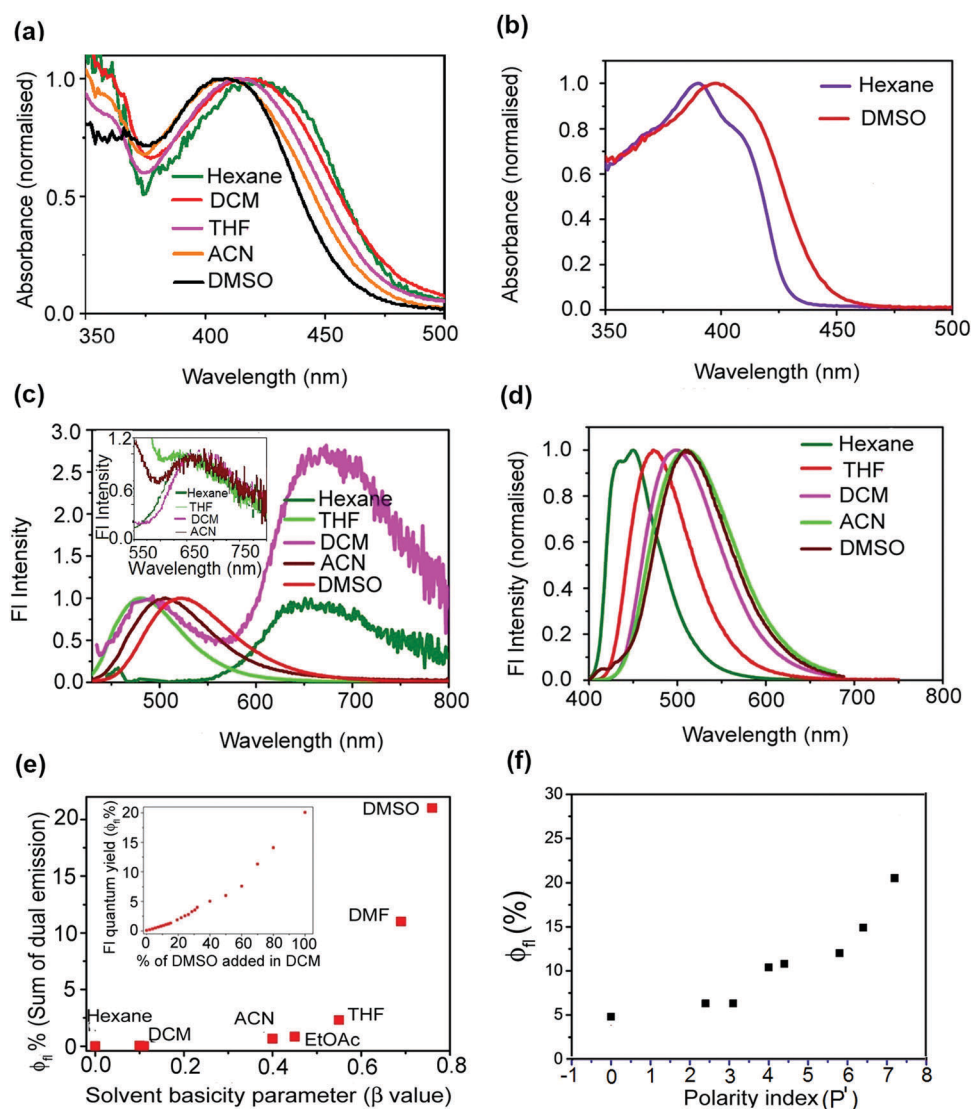 (a)
Absorbance (normalised)
1.0
0.5
0.0
Hexane
DCM
THF
ACN
DMSO
350 400 450 500
Wavelength (nm)
(b)
Absorbance (normalised)
1.0
0.8
0.6
0.4
0.2
0.0
Hexane
DMSO
350 400 450 500
Wavelength (nm)
(c)
FI Intensity
3.0
2.5
2.0
1.5
1.0
0.5
0.0
1.2
0.6
0.0
FI Intensity
Hexane
THF
DCM
ACN
550 650 750
Wavelength (nm)
Hexane
THF
DCM
ACN
DMSO
500 600 700 800
Wavelength (nm)
(d)
FI Intensity (normalised)
1.0
0.8
0.6
0.4
0.2
0.0
Hexane
THF
DCM
ACN
DMSO
400 500 600 700 800
Wavelength (nm)
(e)
ϕfl % (Sum of dual emission)
20
15
10
5
0
FI quantum yield (ϕfl%)
20
15
10
5
0
0 20 40 60 80 100
% of DMSO added in DCM
DMSO
DMF
THF
EtOAc
ACN
DCM
Hexane
0.0 0.2 0.4 0.6 0.8
Solvent basicity parameter (β value)
(f)
ϕfl (%)
30
25
20
15
10
5
0
-1 0 1 2 3 4 5 6 7 8
Polarity index (P')